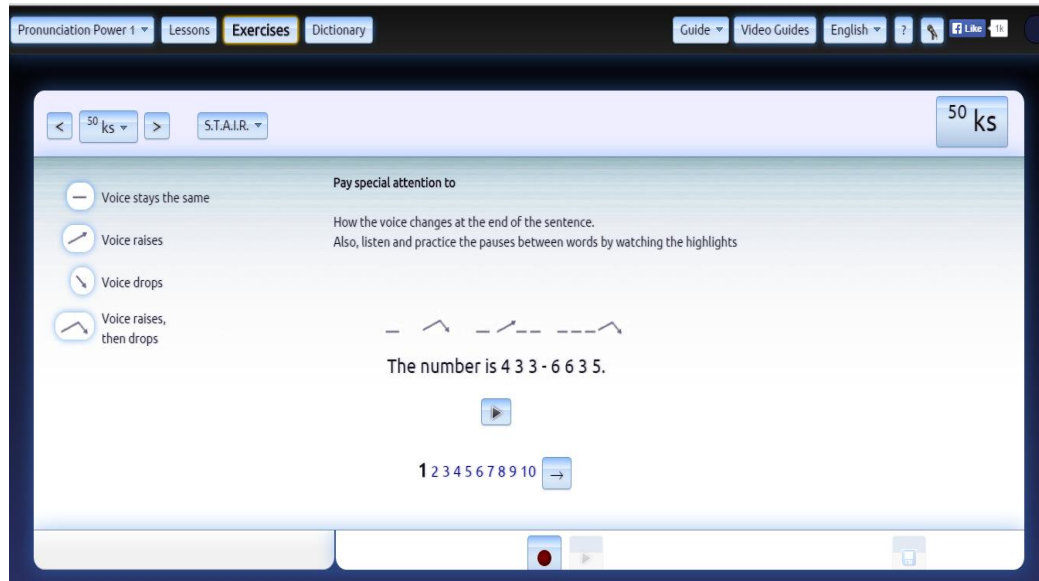 Pronunciation Power 1 Lessons Exercises Dictionary Guide Video Guides English ? Like 1k
< 50 ks > S.T.A.I.R. 50 ks
Pay special attention to
Voice stays the same
How the voice changes at the end of the sentence.
Voice raises
Also, listen and practice the pauses between words by watching the highlights
Voice drops
Voice raises,
then drops
The number is 4 3 3 - 6 6 3 5.
1 2 3 4 5 6 7 8 9 10 →